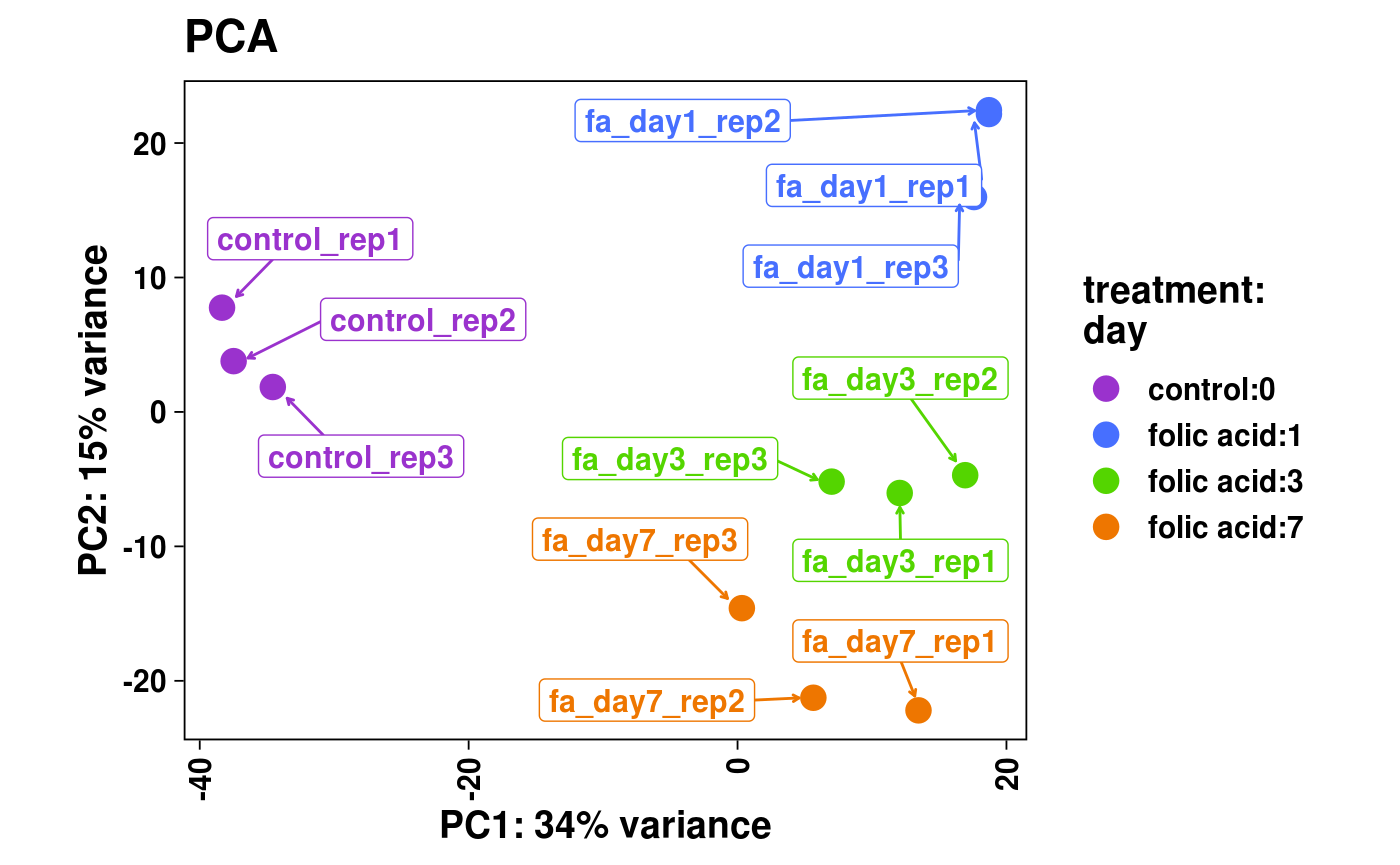 PCA
fa_day1_rep2
fa_day1_rep1
fa_day1_rep3
control_rep1
control_rep2
control_rep3
fa_day3_rep2
fa_day3_rep3
fa_day3_rep1
fa_day7_rep3
fa_day7_rep1
fa_day7_rep2
20
10
0
-10
-20
PC2: 15% variance
-40
-20
0
20
PC1: 34% variance
treatment:
day
control:0
folic acid:1
folic acid:3
folic acid:7